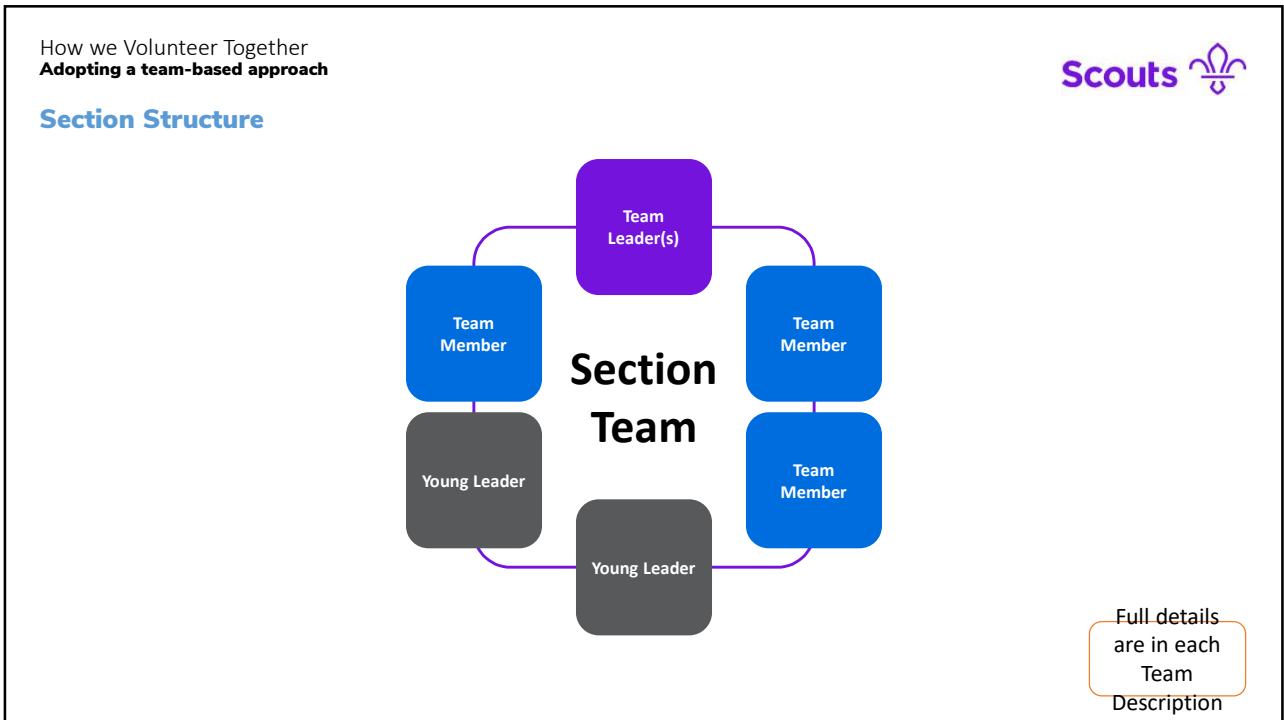 How we Volunteer Together
Adopting a team-based approach
Scouts
Section Structure
Team
Leader(s)
Team
Member
Team
Member
Section
Team
Young Leader
Team
Member
Young Leader
Full details
are in each
Team
Description